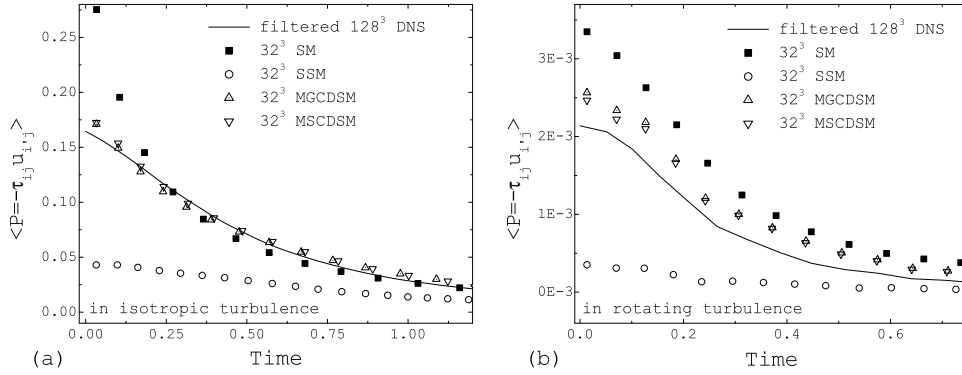 filtered 128³ DNS
32³ SM
32³ SSM
32³ MGCDSM
32³ MSCDSM
0.25
0.20
0.15
0.10
0.05
0.00
<P=-τᵢⱼuᵢ'ⱼ>
in isotropic turbulence
0.00 0.25 0.50 0.75 1.00
(a) Time
filtered 128³ DNS
32³ SM
32³ SSM
32³ MGCDSM
32³ MSCDSM
3E-3
2E-3
1E-3
0E-3
<P=-τᵢⱼuᵢ'ⱼ>
in rotating turbulence
0.0 0.2 0.4 0.6
(b) Time